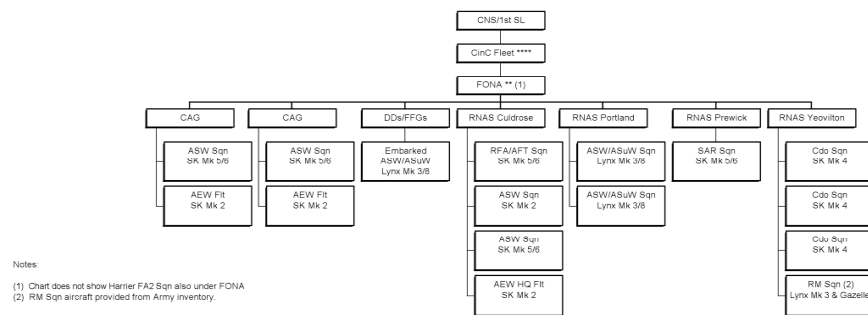 CNS/1st SL
CinC Fleet ****
FONA ** (1)
CAG
CAG
DDs/FFGs
RNAS Culdrose
RNAS Portland
RNAS Prewick
RNAS Yeovilton
ASW Sqn
SK Mk 5/6
AEW Flt
SK Mk 2
ASW Sqn
SK Mk 5/6
AEW Flt
SK Mk 2
Embarked
ASW/ASuW
Lynx Mk 3/8
RFA/AFT Sqn
SK Mk 5/6
ASW Sqn
SK Mk 2
ASW Sqn
SK Mk 5/6
AEW HQ Flt
SK Mk 2
ASW/ASuW Sqn
Lynx Mk 3/8
ASW/ASuW Sqn
Lynx Mk 3/8
SAR Sqn
SK Mk 5/6
Cdo Sqn
SK Mk 4
Cdo Sqn
SK Mk 4
Cdo Sqn
SK Mk 4
RM Sqn (2)
Lynx Mk 3 & Gazelle
Notes:
(1) Chart does not show Harrier FA2 Sqn also under FONA
(2) RM Sqn aircraft provided from Army inventory.